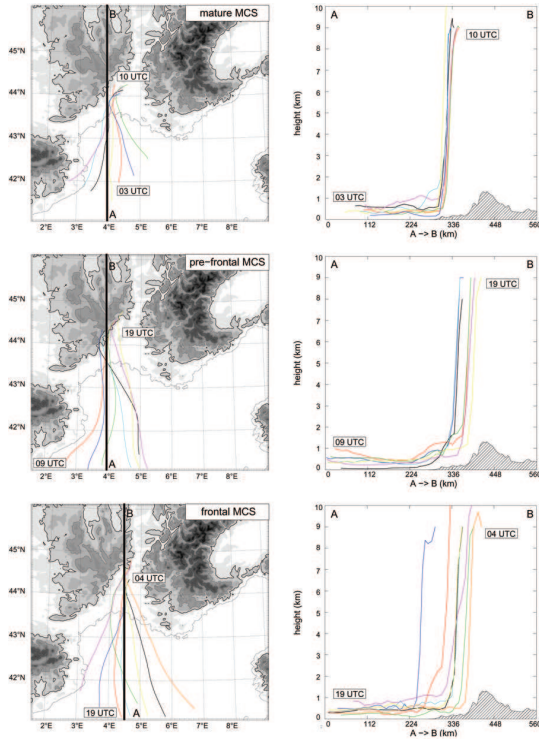 mature MCS
B
10 UTC
03 UTC
A
45°N
44°N
43°N
42°N
2°E 3°E 4°E 5°E 6°E 7°E 8°E
A B
10 UTC
03 UTC
height (km)
10
9
8
7
6
5
4
3
2
1
0
0 112 224 336 448 560
A -> B (km)
pre-frontal MCS
B
19 UTC
09 UTC
A
45°N
44°N
43°N
42°N
2°E 3°E 4°E 5°E 6°E 7°E 8°E
A B
19 UTC
09 UTC
height (km)
10
9
8
7
6
5
4
3
2
1
0
0 112 224 336 448 560
A -> B (km)
frontal MCS
B
04 UTC
19 UTC
A
45°N
44°N
43°N
42°N
2°E 3°E 4°E 5°E 6°E 7°E 8°E
A B
04 UTC
19 UTC
height (km)
10
9
8
7
6
5
4
3
2
1
0
0 112 224 336 448 560
A -> B (km)